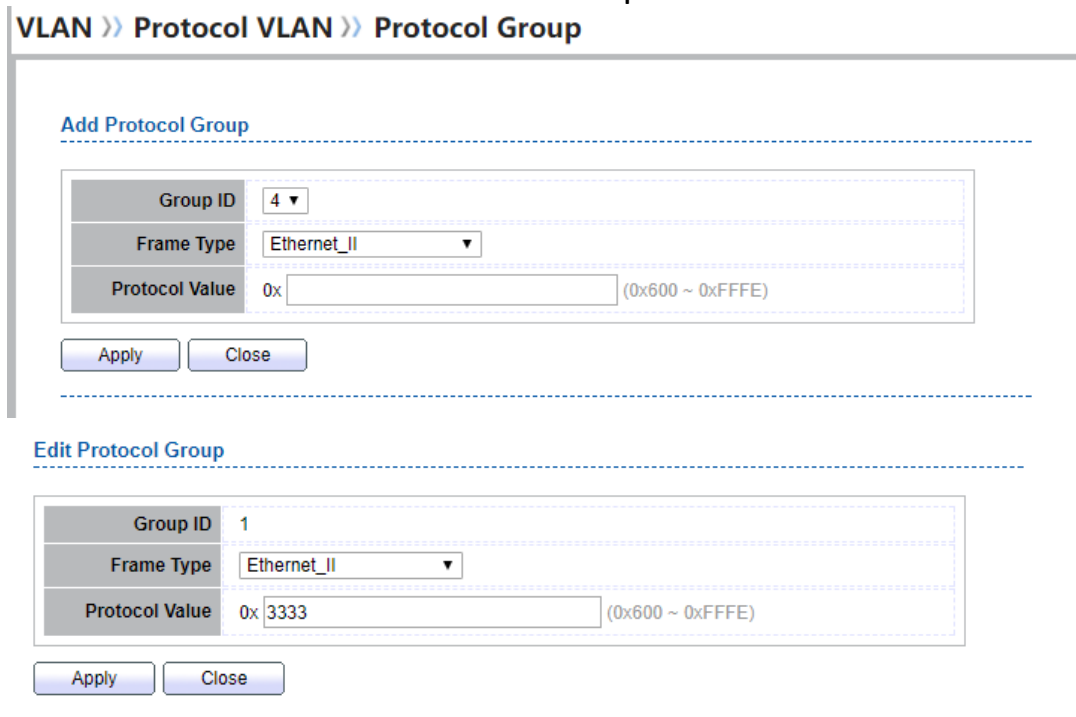 VLAN 》 Protocol VLAN 》 Protocol Group
Add Protocol Group
Group ID 4 ▼
Frame Type Ethernet_II ▼
Protocol Value 0x (0x600 ~ 0xFFFE)
Apply Close
Edit Protocol Group
Group ID 1
Frame Type Ethernet_II ▼
Protocol Value 0x 3333 (0x600 ~ 0xFFFE)
Apply Close